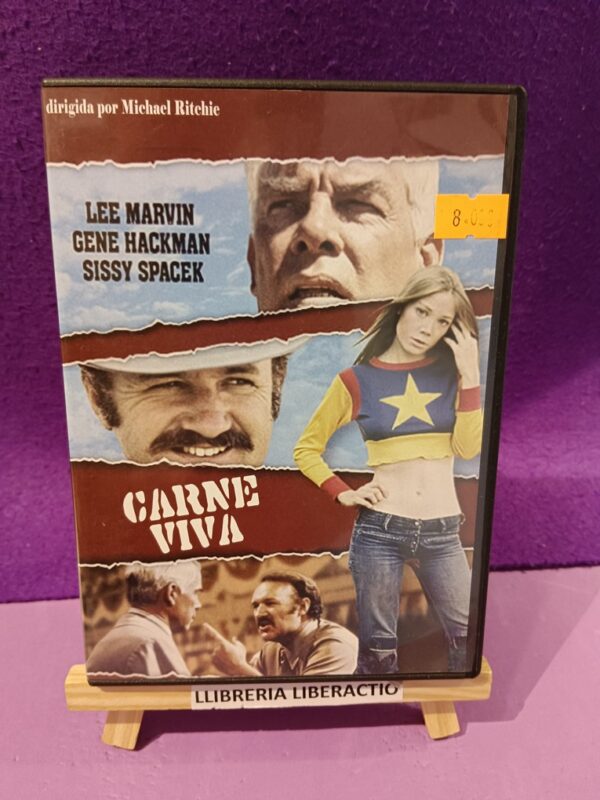 dirigida por Michael Ritchie
LEE MARVIN
GENE HACKMAN
SISSY SPACEK
CARNE
VIVA
LLIBRERIA LIBERACTIO